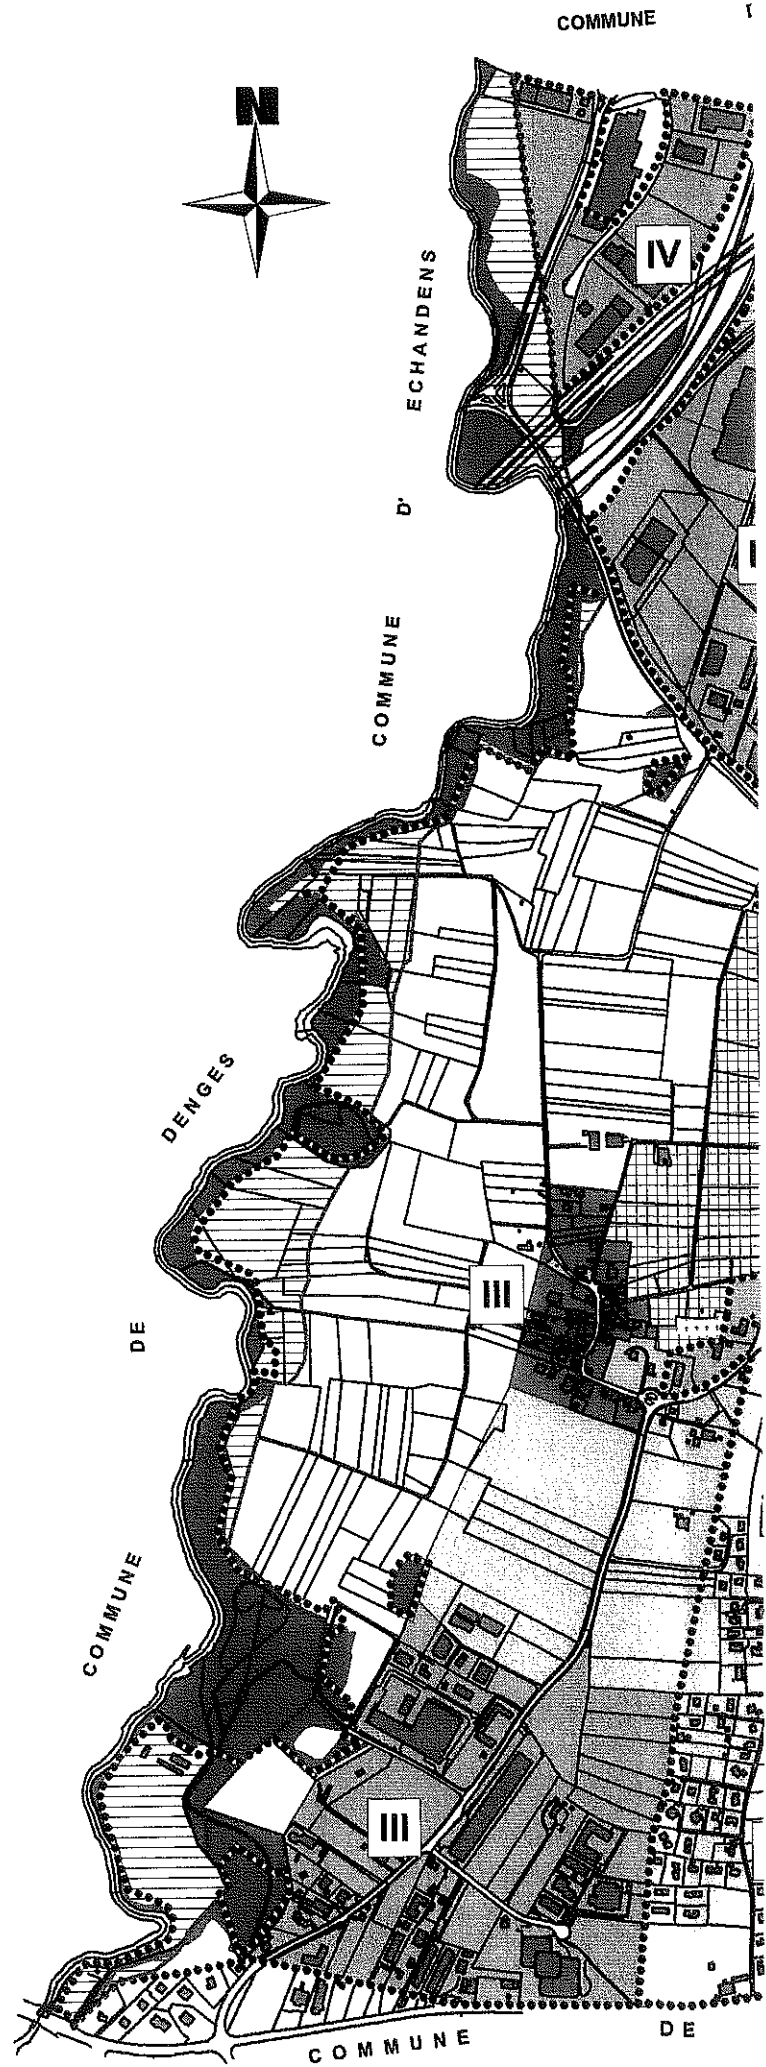 COMMUNE
N
IV
COMMUNE D' ECHANDENS
COMMUNE DE DENGES
III
III
COMMUNE DE